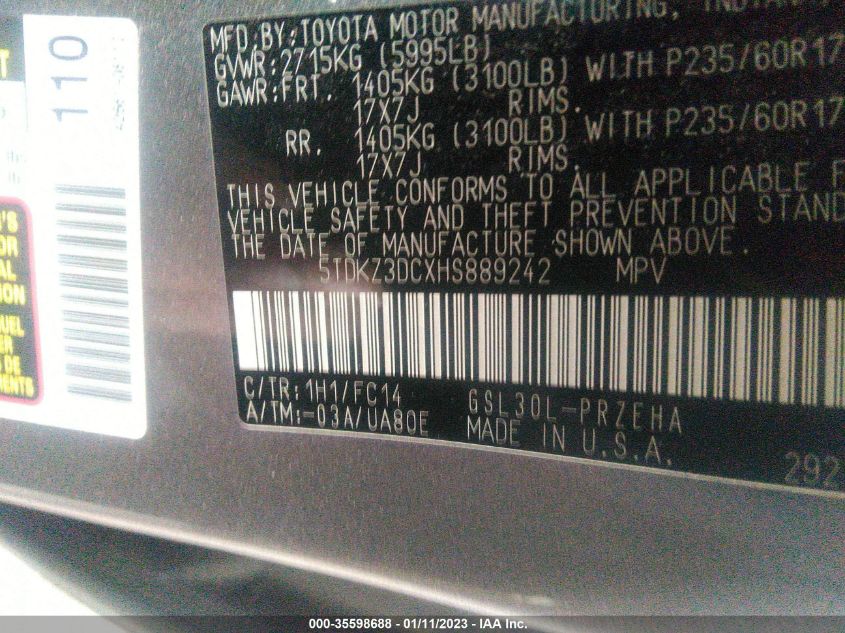 110
MFD.BY:TOYOTA MOTOR MANUFACTURING,
GVWR:2715KG (5995LB)
GAWR:FRT. 1405KG (3100LB) WITH P235/60R17
17X7J RIMS.
RR. 1405KG (3100LB) WITH P235/60R17
17X7J RIMS.
THIS VEHICLE CONFORMS TO ALL APPLICABLE F
VEHICLE SAFETY AND THEFT PREVENTION STAND
THE DATE OF MANUFACTURE SHOWN ABOVE.
5TDKZ3DCXHS889242 MPV
C/TR:1H1/FC14 GSL30L-PRZEHA
A/TM:-03A/UA80E MADE IN U.S.A.
292
000-35598688 - 01/11/2023 - IAA Inc.